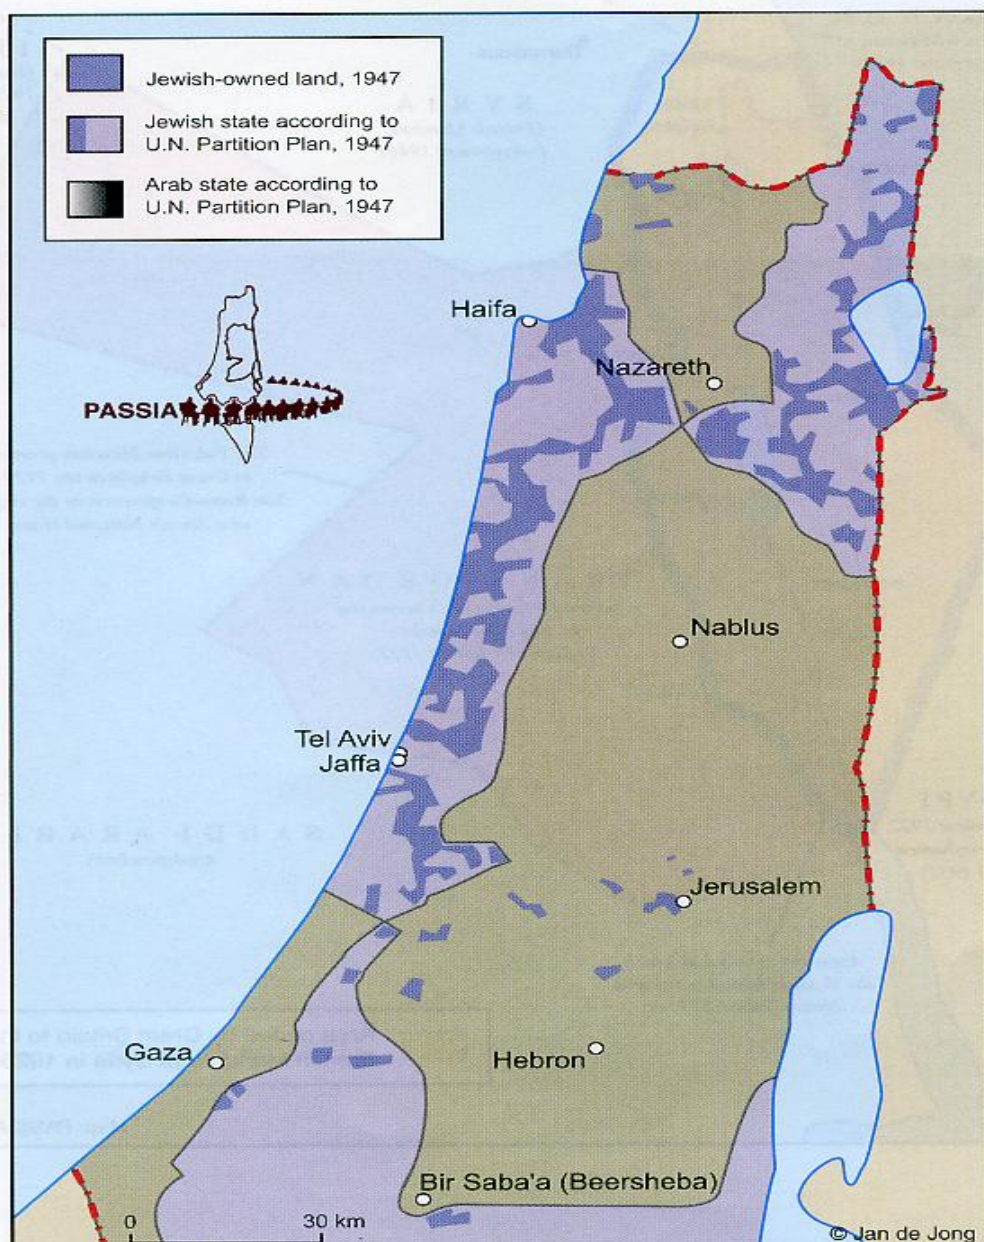 Jewish-owned land, 1947
Jewish state according to
U.N. Partition Plan, 1947
Arab state according to
U.N. Partition Plan, 1947
Haifa
Nazareth
PASSIA
Nablus
Tel Aviv
Jaffa
Jerusalem
Gaza
Hebron
Bir Saba'a (Beersheba)
0 30 km
© Jan de Jong